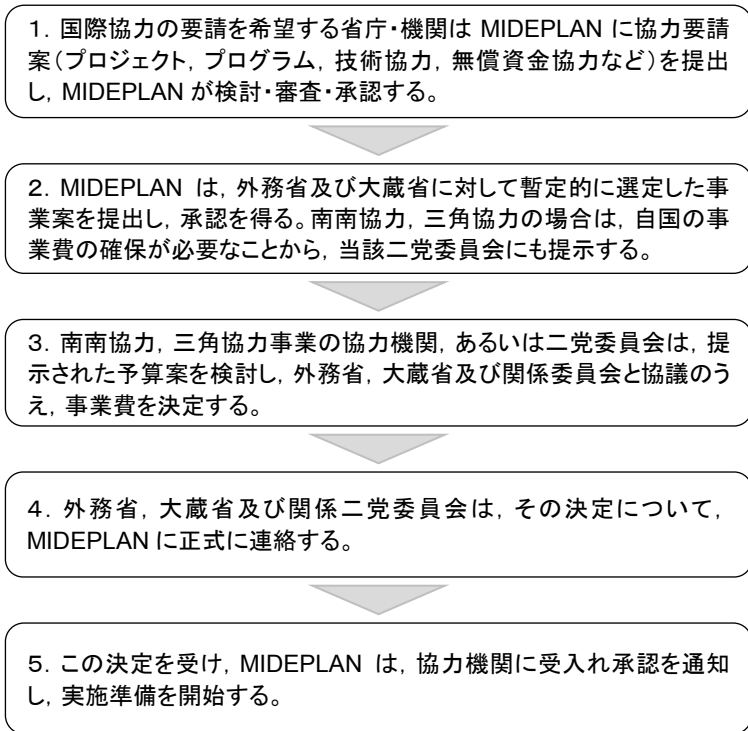 １．国際協力の要請を希望する省庁・機関は MIDEPLAN に協力要請
案（プロジェクト，プログラム，技術協力，無償資金協力など）を提出
し，MIDEPLAN が検討・審査・承認する。
２．MIDEPLAN は，外務省及び大蔵省に対して暫定的に選定した事
業案を提出し，承認を得る。南南協力，三角協力の場合は，自国の事
業費の確保が必要なことから，当該二党委員会にも提示する。
３．南南協力，三角協力事業の協力機関，あるいは二党委員会は，提
示された予算案を検討し，外務省，大蔵省及び関係委員会と協議のう
え，事業費を決定する。
４．外務省，大蔵省及び関係二党委員会は，その決定について，
MIDEPLAN に正式に連絡する。
５．この決定を受け，MIDEPLAN は，協力機関に受入れ承認を通知
し，実施準備を開始する。